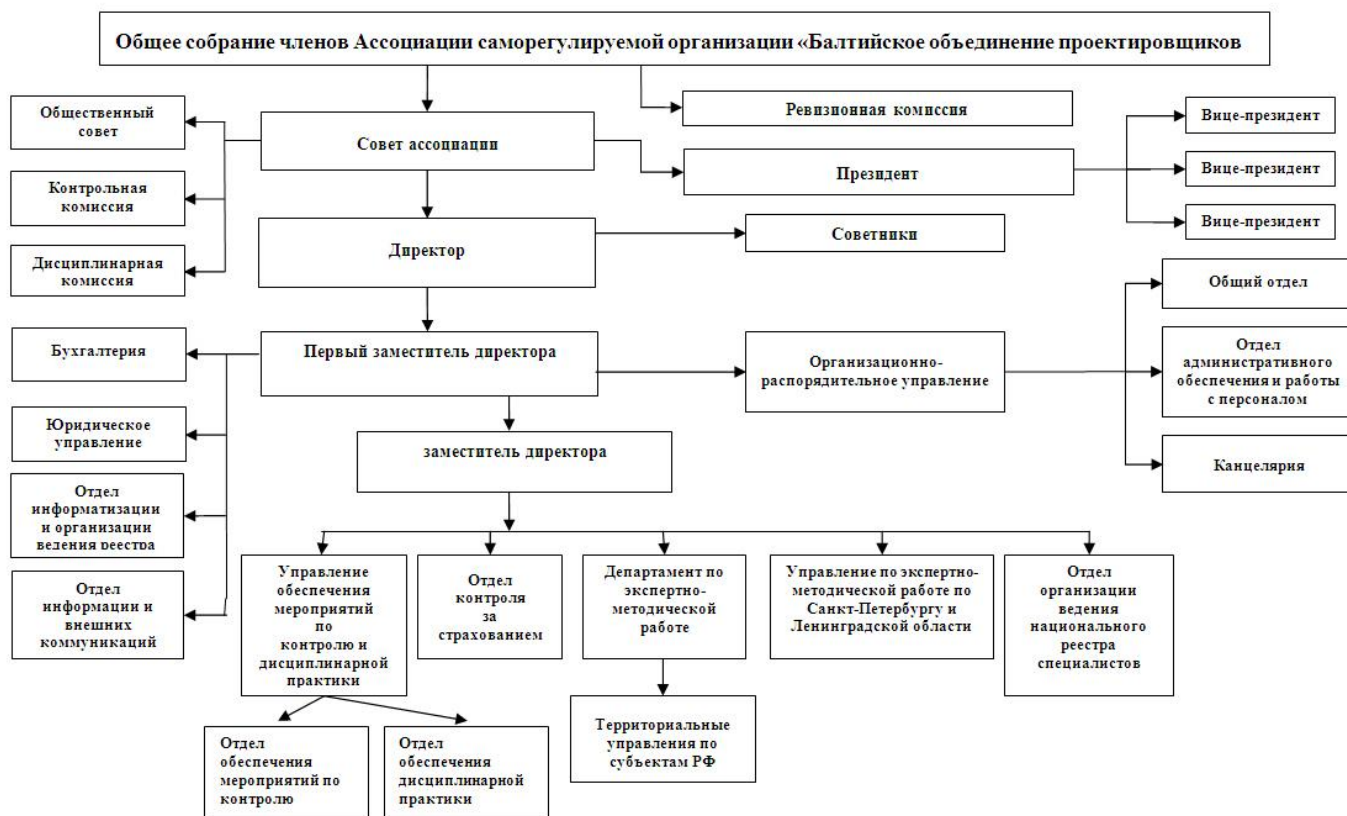 Общее собрание членов Ассоциации саморегулируемой организации «Балтийское объединение проектировщиков
Общественный
совет
Контрольная
комиссия
Дисциплинарная
комиссия
Совет ассоциации
Ревизионная комиссия
Президент
Вице-президент
Вице-президент
Вице-президент
Директор
Советники
Первый заместитель директора
Бухгалтерия
Юридическое
управление
Отдел
информатизации
и организации
ведения реестра
Отдел
информации и
внешних
коммуникаций
Организационно-
распорядительное управление
Общий отдел
Отдел
административного
обеспечения и работы
с персоналом
Канцелярия
заместитель директора
Управление
обеспечения
мероприятий
по
контролю и
дисциплинарной
практики
Отдел
контроля
за
страхованием
Департамент по
экспертно-
методической
работе
Управление по экспертно-
методической работе по
Санкт-Петербургу и
Ленинградской области
Отдел
организации
ведения
национального
реестра
специалистов
Отдел
обеспечения
мероприятий по
контролю
Отдел
обеспечения
дисциплинарной
практики
Территориальные
управления по
субъектам РФ